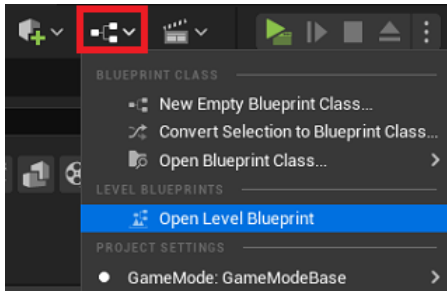 BLUEPRINT CLASS
New Empty Blueprint Class...
Convert Selection to Blueprint Class...
Open Blueprint Class...
LEVEL BLUEPRINTS
Open Level Blueprint
PROJECT SETTINGS
GameMode: GameModeBase